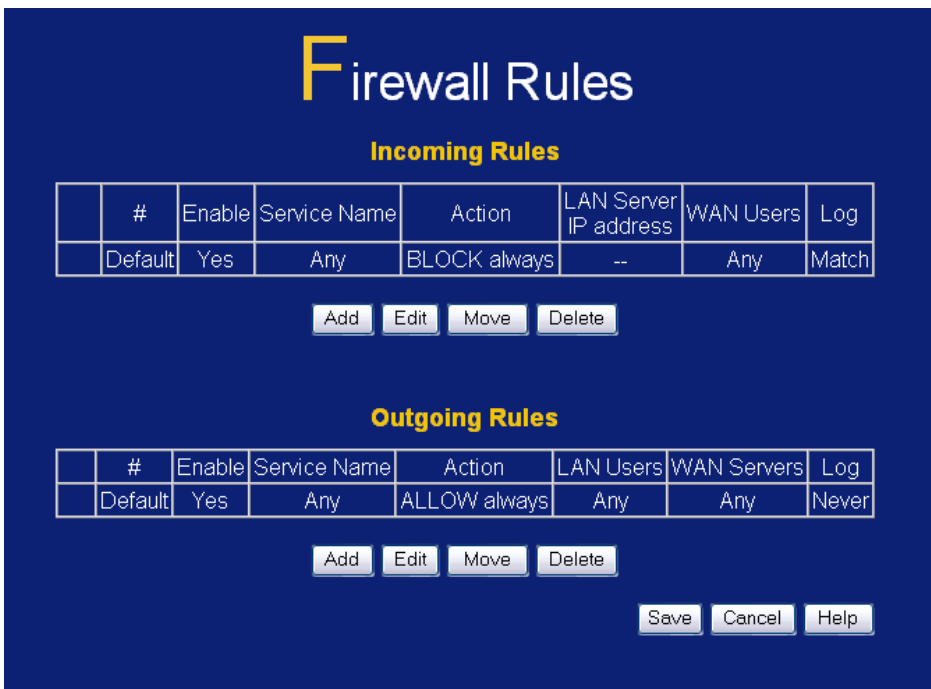 Firewall Rules
Incoming Rules
# Enable Service Name Action LAN Server IP address WAN Users Log
Default Yes Any BLOCK always -- Any Match
Add Edit Move Delete
Outgoing Rules
# Enable Service Name Action LAN Users WAN Servers Log
Default Yes Any ALLOW always Any Any Never
Add Edit Move Delete
Save Cancel Help